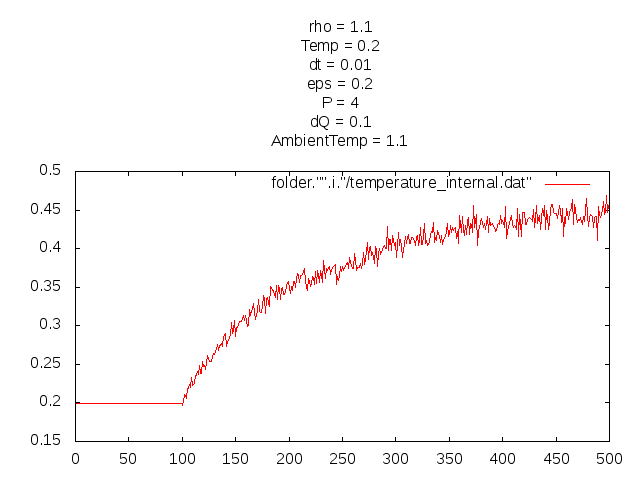 rho = 1.1
Temp = 0.2
dt = 0.01
eps = 0.2
P = 4
dQ = 0.1
AmbientTemp = 1.1
folder."".i."/temperature_internal.dat"
0.5
0.45
0.4
0.35
0.3
0.25
0.2
0.15
0 50 100 150 200 250 300 350 400 450 500